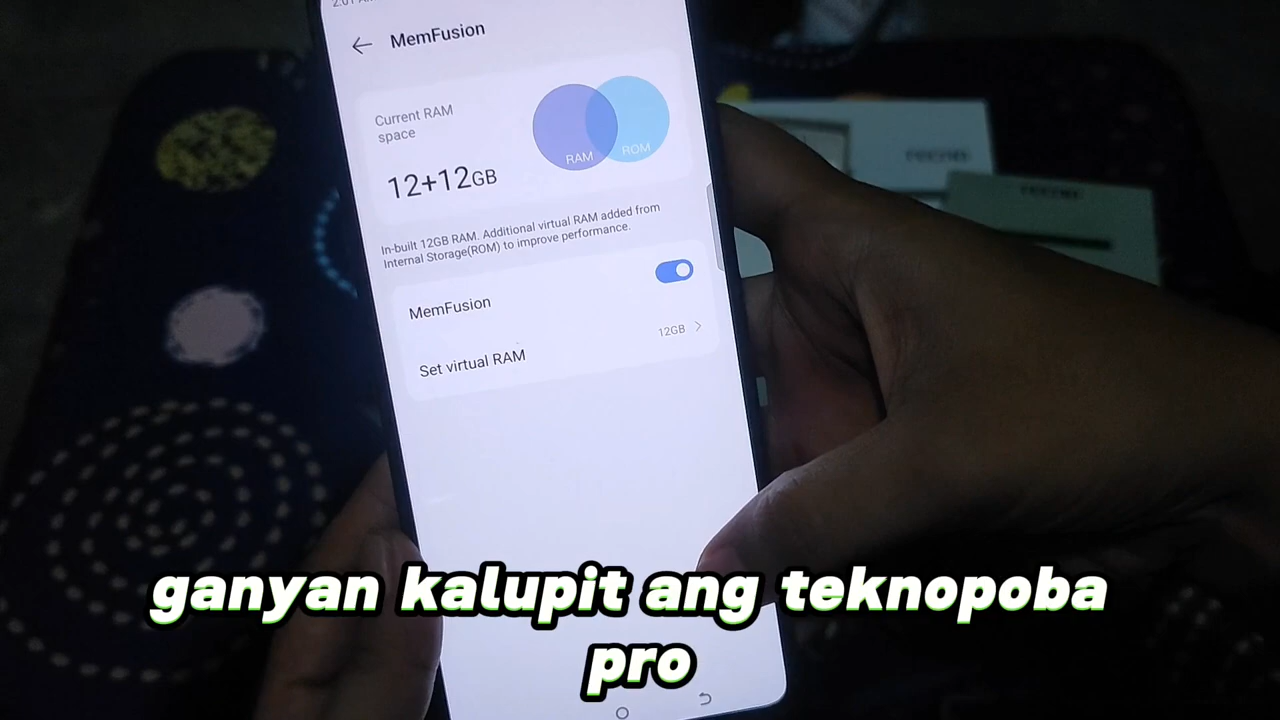 MemFusion
Current RAM
space
12+12GB
RAM
ROM
In-built 12GB RAM. Additional virtual RAM added from
Internal Storage(ROM) to improve performance.
MemFusion
Set virtual RAM
12GB
ganyan kalupit ang teknopoba
pro